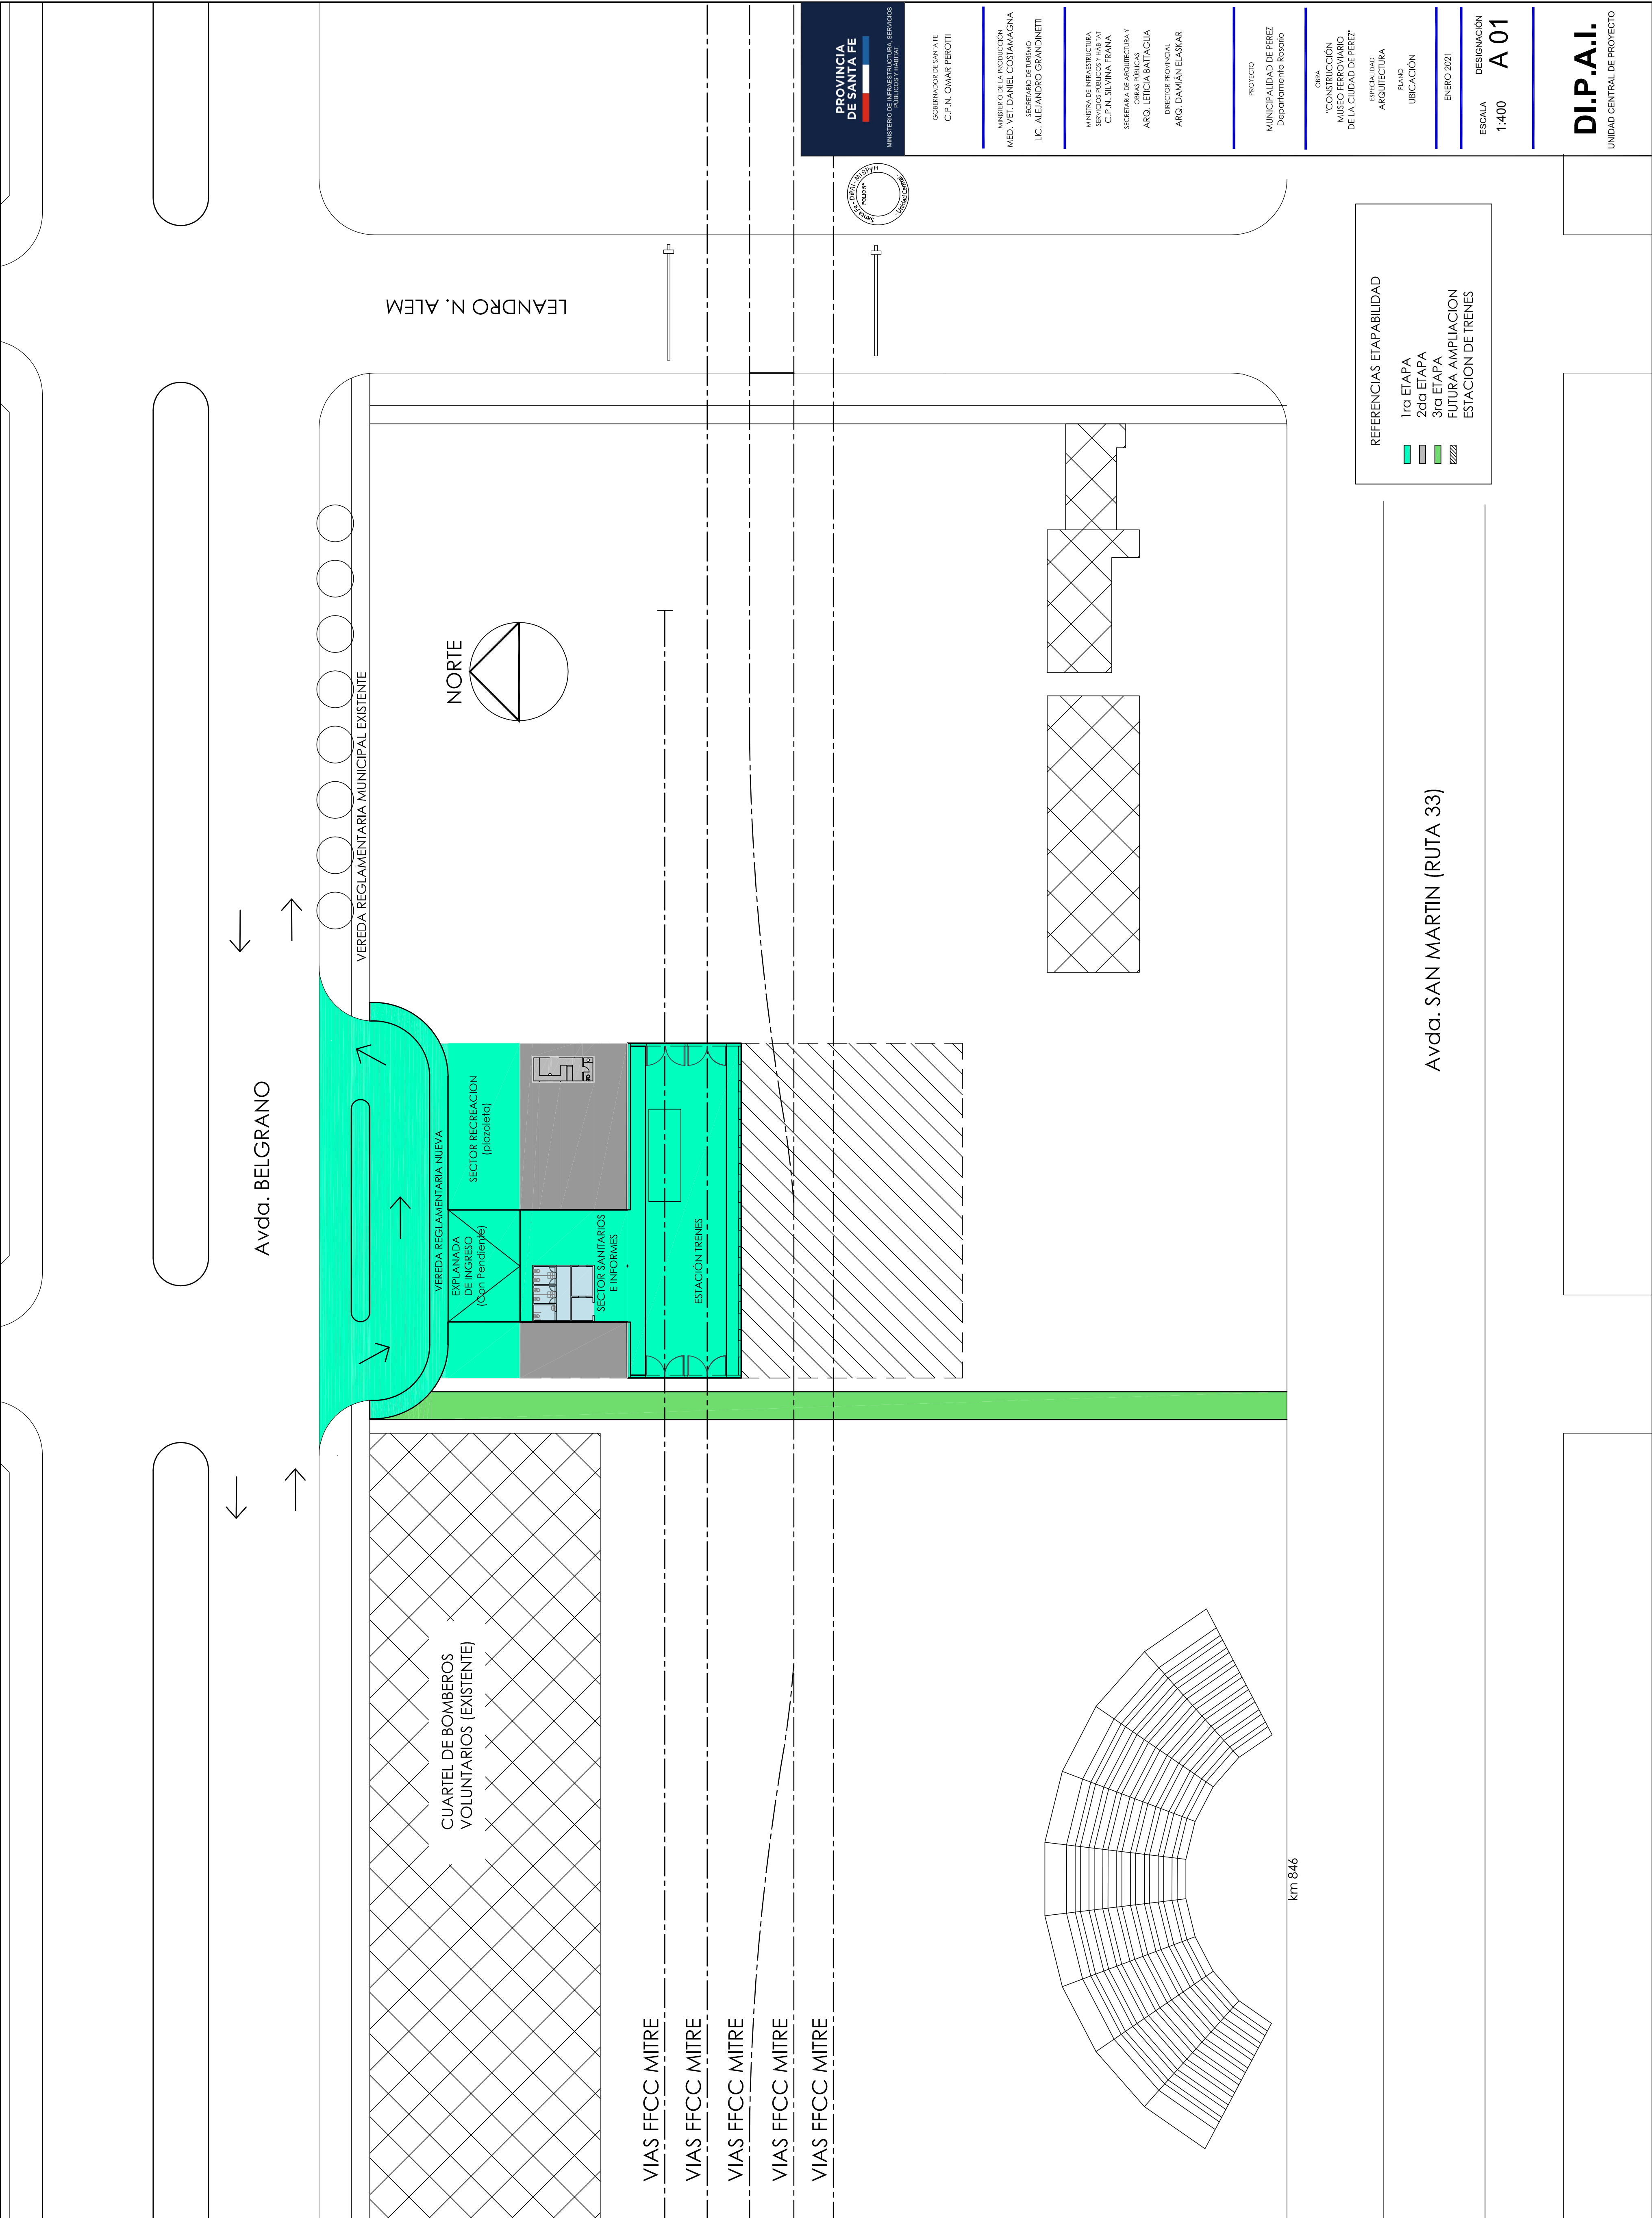 Avda. BELGRANO
LEANDRO N. ALEM
VEREDA REGLAMENTARIA MUNICIPAL EXISTENTE
NORTE
VEREDA REGLAMENTARIA NUEVA
EXPLANADA
DE INGRESO
(Con Pendiente)
SECTOR RECREACION
(plazoleta)
SECTOR SANITARIOS
E INFORMES
ESTACIÓN TRENES
CUARTEL DE BOMBEROS
VOLUNTARIOS (EXISTENTE)
VIAS FFCC MITRE
VIAS FFCC MITRE
VIAS FFCC MITRE
VIAS FFCC MITRE
VIAS FFCC MITRE
km 846
Avda. SAN MARTIN (RUTA 33)
REFERENCIAS ETAPABILIDAD
1ra ETAPA
2da ETAPA
3ra ETAPA
FUTURA AMPLIACION
ESTACION DE TRENES
Santa Fe - DIPAI - MISPyH
FOLIO N°
PROVINCIA
DE SANTA FE
MINISTERIO DE INFRAESTRUCTURA, SERVICIOS
PÚBLICOS Y HÁBITAT
GOBERNADOR DE SANTA FE
C.P.N. OMAR PEROTTI
MINISTERIO DE LA PRODUCCIÓN
MED. VET. DANIEL COSTAMAGNA
SECRETARIO DE TURISMO
LIC. ALEJANDRO GRANDINETTI
MINISTRA DE INFRAESTRUCTURA,
SERVICIOS PÚBLICOS Y HÁBITAT
C.P.N. SILVINA FRANA
SECRETARIA DE ARQUITECTURA Y
OBRAS PÚBLICAS
ARQ. LETICIA BATTAGLIA
DIRECTOR PROVINCIAL
ARQ. DAMIÁN ELASKAR
PROYECTO
MUNICIPALIDAD DE PEREZ
Departamento Rosario
OBRA
"CONSTRUCCIÓN
MUSEO FERROVIARIO
DE LA CIUDAD DE PEREZ"
ESPECIALIDAD
ARQUITECTURA
PLANO
UBICACIÓN
ENERO 2021
ESCALA
1:400
DESIGNACIÓN
A 01
DI.P.A.I.
UNIDAD CENTRAL DE PROYECTO